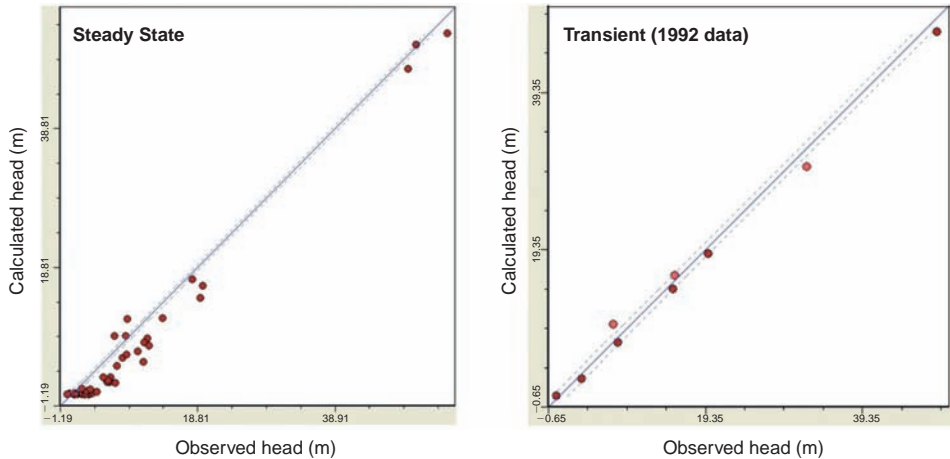 Steady State
Calculated head (m)
38.81
18.81
−1.19
−1.19
18.81
38.91
Observed head (m)
Transient (1992 data)
Calculated head (m)
39.35
19.35
−0.65
−0.65
19.35
39.35
Observed head (m)